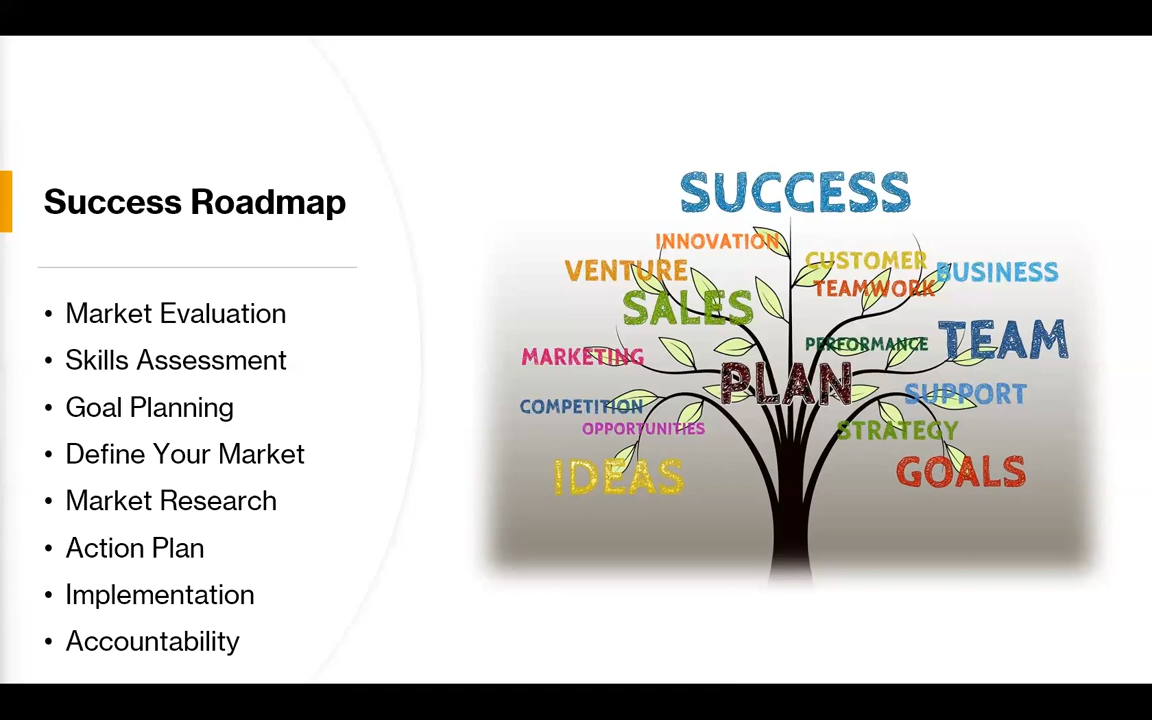 Success Roadmap
• Market Evaluation
• Skills Assessment
• Goal Planning
• Define Your Market
• Market Research
• Action Plan
• Implementation
• Accountability
SUCCESS
INNOVATION
VENTURE
CUSTOMER
BUSINESS
TEAMWORK
SALES
PERFORMANCE
TEAM
MARKETING
PLAN
SUPPORT
COMPETITION
OPPORTUNITIES
STRATEGY
IDEAS
GOALS